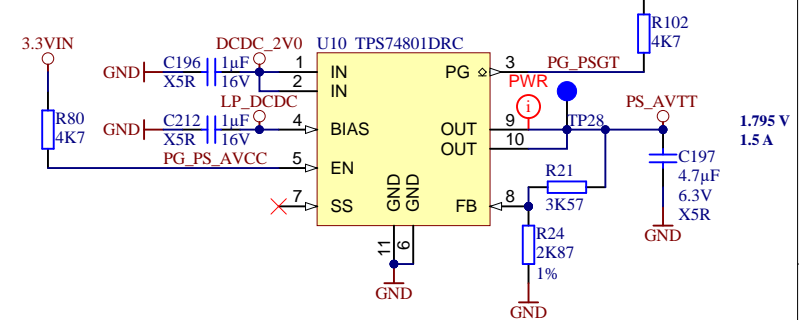 R102
4K7
3.3VIN
DCDC_2V0
U10 TPS74801DRC
C196
1µF
GND
X5R
16V
1
IN
2
IN
PG
3
PG_PSGT
PWR
i
LP_DCDC
R80
4K7
C212
1µF
GND
X5R
16V
4
BIAS
OUT
9
OUT
10
TP28
PS_AVTT
1.795 V
1.5 A
PG_PS_AVCC
5
EN
C197
4.7µF
6.3V
X5R
GND
R21
3K57
7
SS
GND
GND
FB
8
R24
2K87
1%
11
6
GND
GND